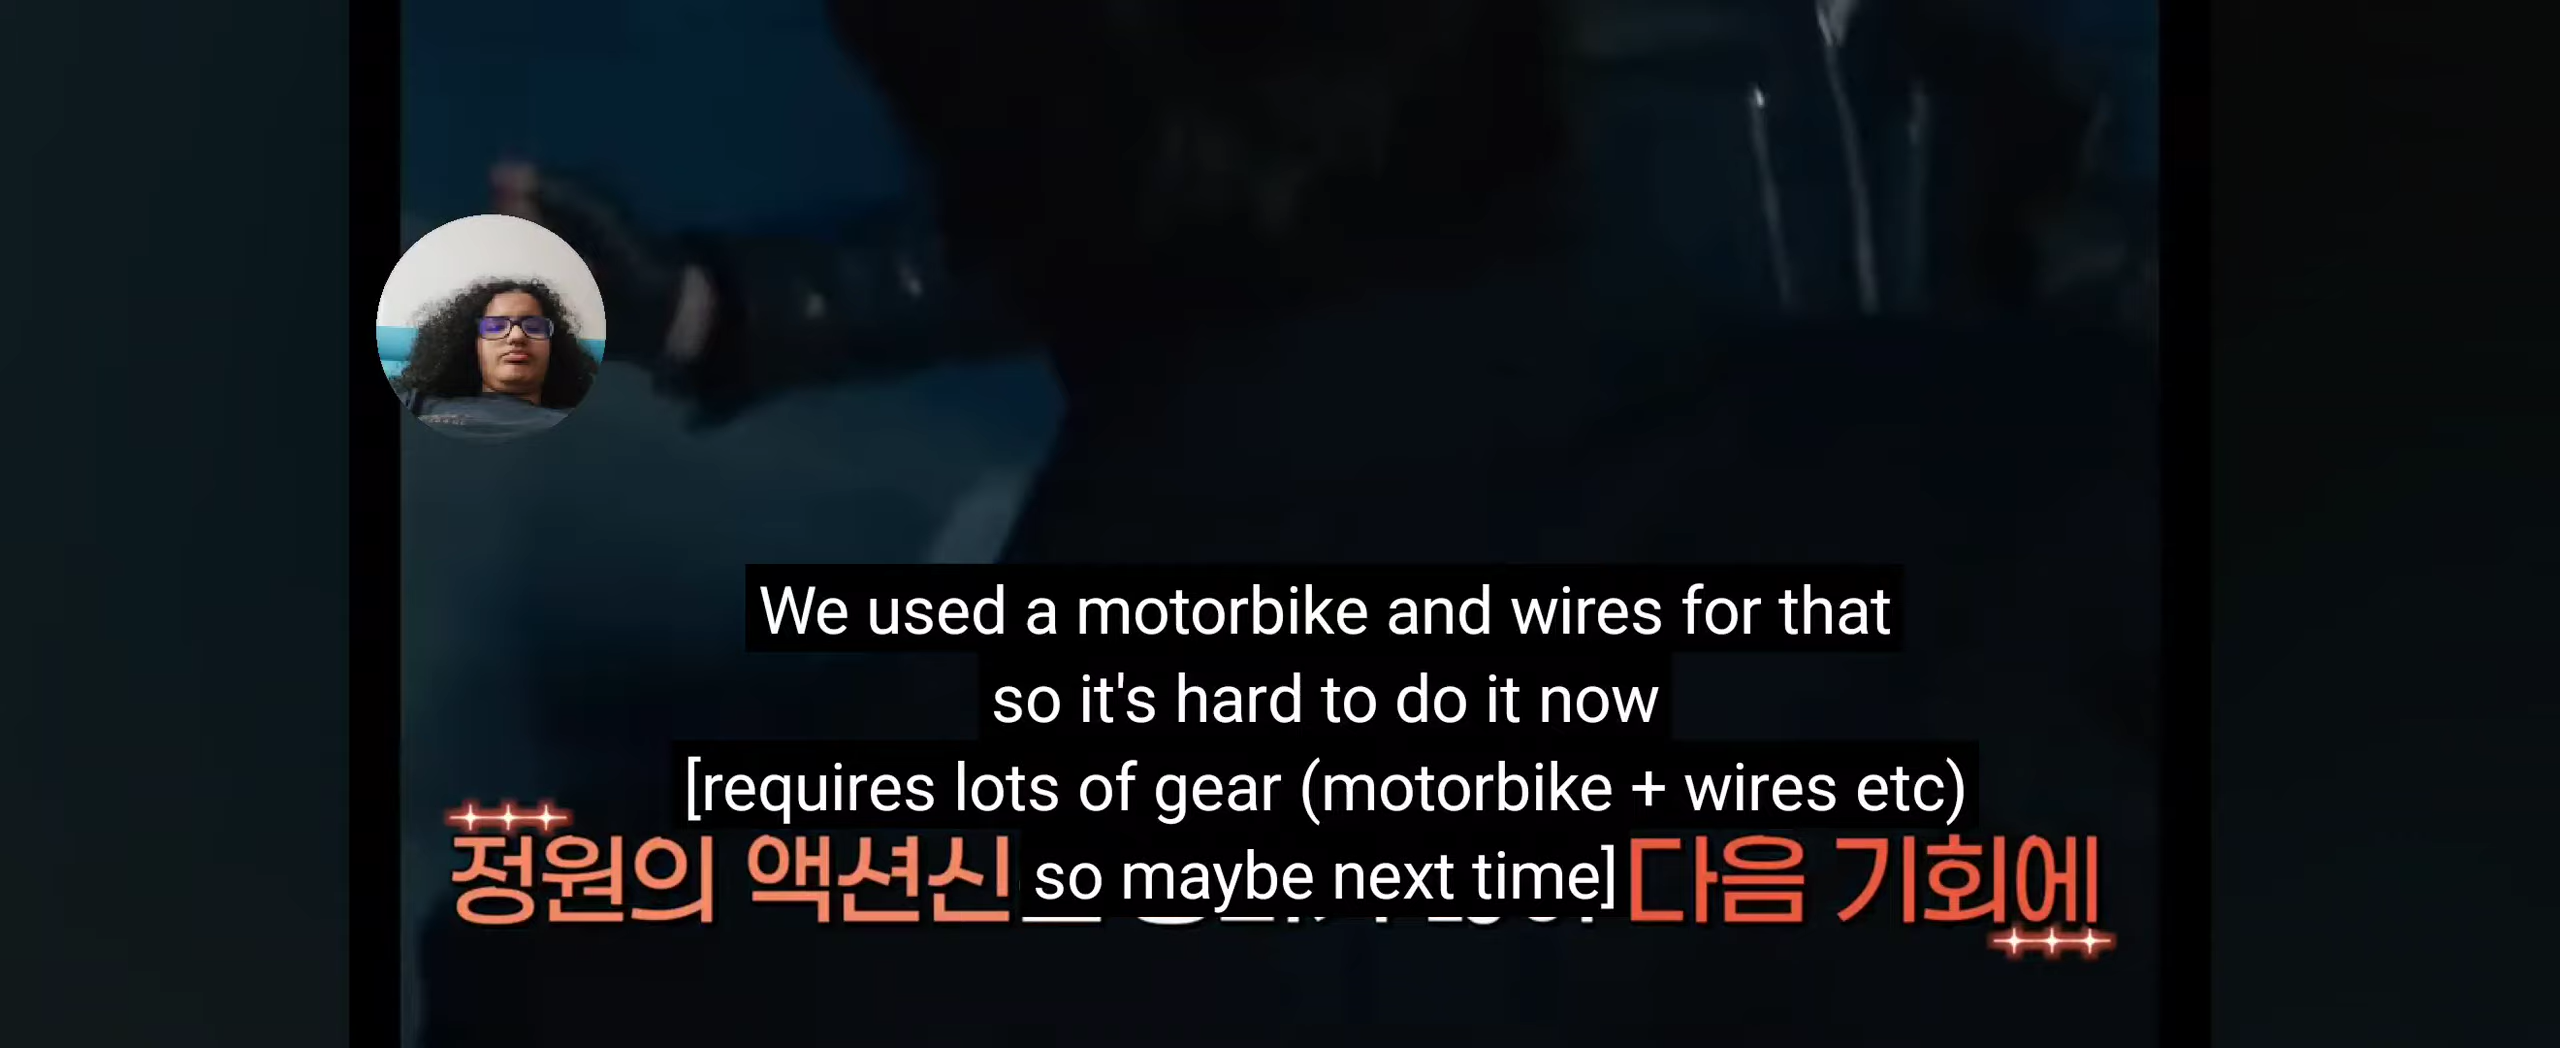 We used a motorbike and wires for that
so it's hard to do it now
[requires lots of gear (motorbike + wires etc)
so maybe next time]
정원의 액션신 다음 기회에